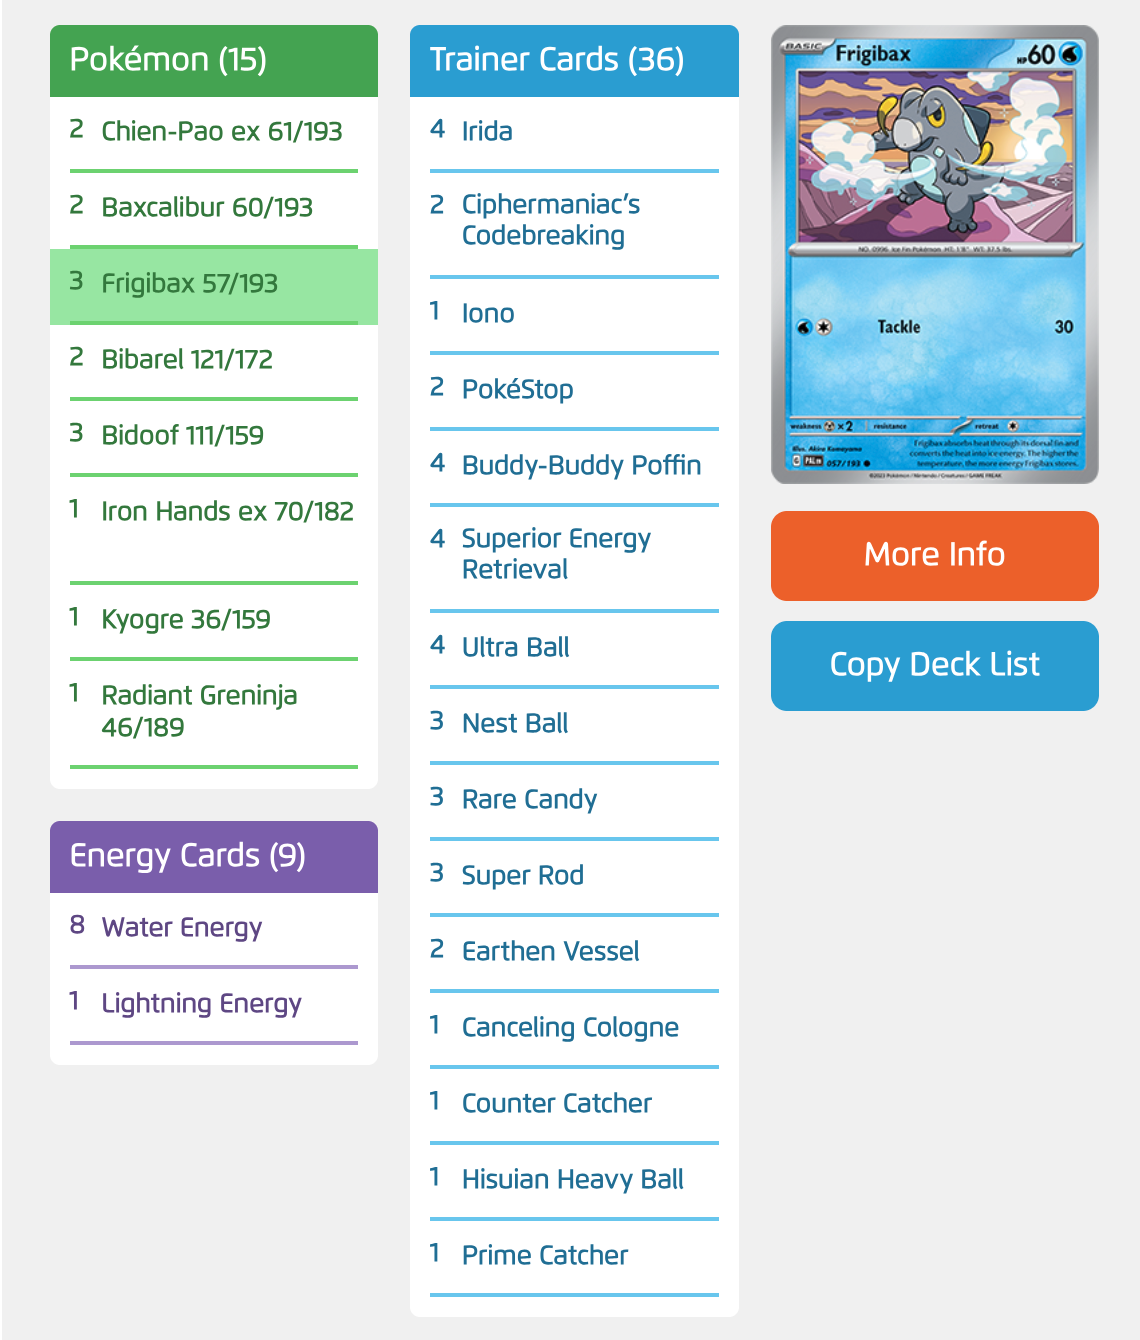 Pokémon (15)
2 Chien-Pao ex 61/193
2 Baxcalibur 60/193
3 Frigibax 57/193
2 Bibarel 121/172
3 Bidoof 111/159
1 Iron Hands ex 70/182
1 Kyogre 36/159
1 Radiant Greninja
46/189
Energy Cards (9)
8 Water Energy
1 Lightning Energy
Trainer Cards (36)
4 Irida
2 Ciphermaniac's
Codebreaking
1 Iono
2 PokéStop
4 Buddy-Buddy Poffin
4 Superior Energy
Retrieval
4 Ultra Ball
3 Nest Ball
3 Rare Candy
3 Super Rod
2 Earthen Vessel
1 Canceling Cologne
1 Counter Catcher
1 Hisuian Heavy Ball
1 Prime Catcher
BASIC Frigibax HP60
NO. 0996 Ice Fin Pokémon HT: 1'8" WT: 37.5 lbs.
Tackle 30
weakness x2 resistance retreat
Illus. Akira Komayama
G PAL EN 057/193
Frigibax absorbs heat through its dorsal fin and
converts the heat into ice energy. The higher the
temperature, the more energy Frigibax stores.
©2023 Pokémon / Nintendo / Creatures / GAME FREAK
More Info
Copy Deck List